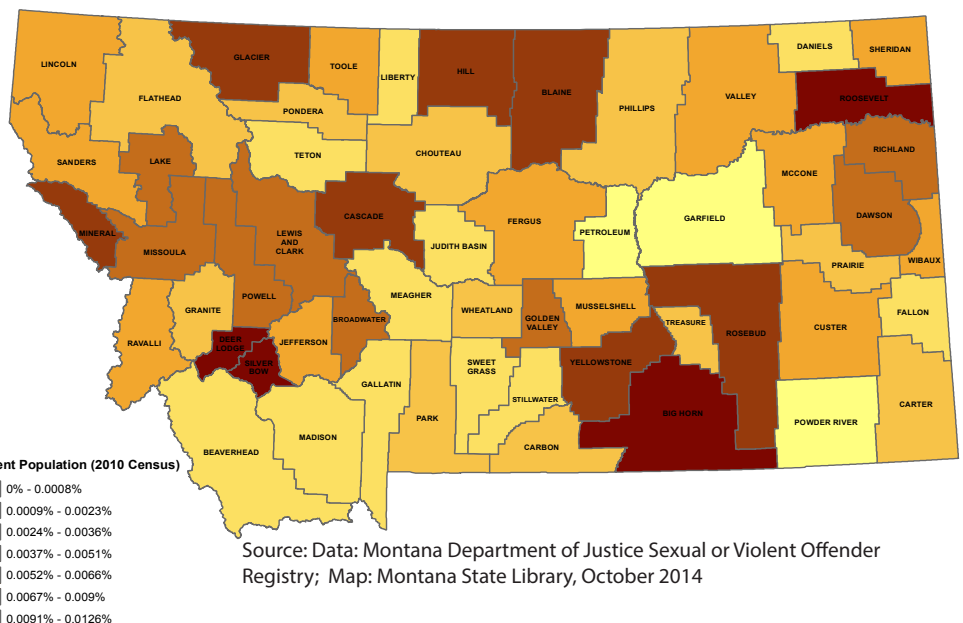 DANIELS
SHERIDAN
LINCOLN
GLACIER
TOOLE
LIBERTY
HILL
BLAINE
PHILLIPS
VALLEY
ROOSEVELT
FLATHEAD
PONDERA
RICHLAND
SANDERS
LAKE
TETON
CHOUTEAU
MCCONE
DAWSON
MINERAL
MISSOULA
LEWIS
AND
CLARK
CASCADE
JUDITH BASIN
FERGUS
PETROLEUM
GARFIELD
PRAIRIE
WIBAUX
POWELL
GRANITE
MEAGHER
WHEATLAND
GOLDEN
VALLEY
MUSSELSHELL
TREASURE
ROSEBUD
CUSTER
FALLON
RAVALLI
DEER
LODGE
SILVER
BOW
JEFFERSON
BROADWATER
GALLATIN
PARK
SWEET
GRASS
STILLWATER
YELLOWSTONE
BIG HORN
POWDER RIVER
CARTER
BEAVERHEAD
MADISON
CARBON
ent Population (2010 Census)
0% - 0.0008%
0.0009% - 0.0023%
0.0024% - 0.0036%
0.0037% - 0.0051%
0.0052% - 0.0066%
0.0067% - 0.009%
0.0091% - 0.0126%
Source: Data: Montana Department of Justice Sexual or Violent Offender
Registry; Map: Montana State Library, October 2014